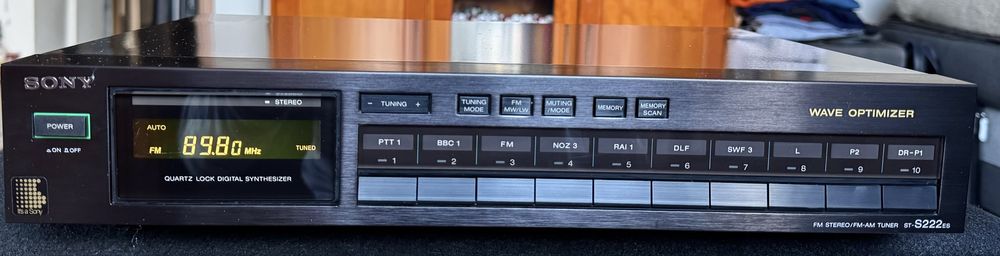 SONY
STEREO
- TUNING +
TUNING MODE
FM MW/LW
MUTING /MODE
MEMORY
MEMORY SCAN
WAVE OPTIMIZER
POWER
ON OFF
AUTO
FM 89.80 MHz TUNED
QUARTZ LOCK DIGITAL SYNTHESIZER
PTT 1 BBC 1 FM NOZ 3 RAI 1 DLF SWF 3 L P2 DR-P1
1 2 3 4 5 6 7 8 9 10
It's a Sony
FM STEREO/FM-AM TUNER ST-S222ES